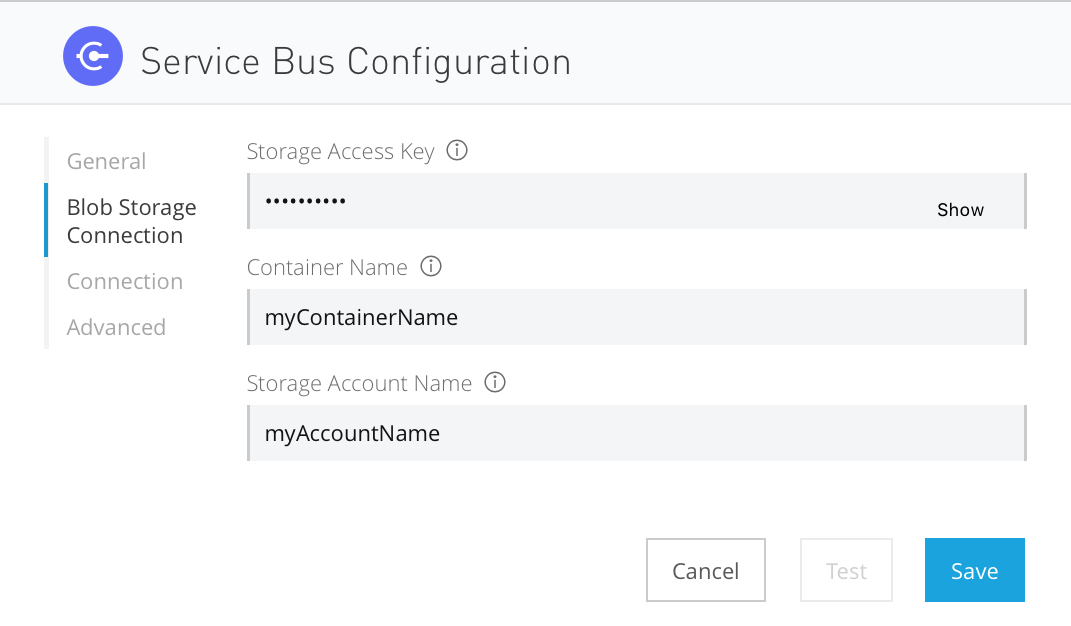 Service Bus Configuration
General
Blob Storage
Connection
Connection
Advanced
Storage Access Key
••••••••••
Show
Container Name
myContainerName
Storage Account Name
myAccountName
Cancel
Test
Save